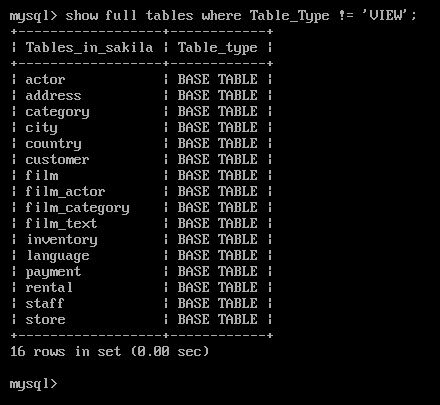 mysql> show full tables where Table_Type != 'VIEW';
+-------------------+------------+
| Tables_in_sakila | Table_type |
+-------------------+------------+
| actor | BASE TABLE |
| address | BASE TABLE |
| category | BASE TABLE |
| city | BASE TABLE |
| country | BASE TABLE |
| customer | BASE TABLE |
| film | BASE TABLE |
| film_actor | BASE TABLE |
| film_category | BASE TABLE |
| film_text | BASE TABLE |
| inventory | BASE TABLE |
| language | BASE TABLE |
| payment | BASE TABLE |
| rental | BASE TABLE |
| staff | BASE TABLE |
| store | BASE TABLE |
+-------------------+------------+
16 rows in set (0.00 sec)
mysql>